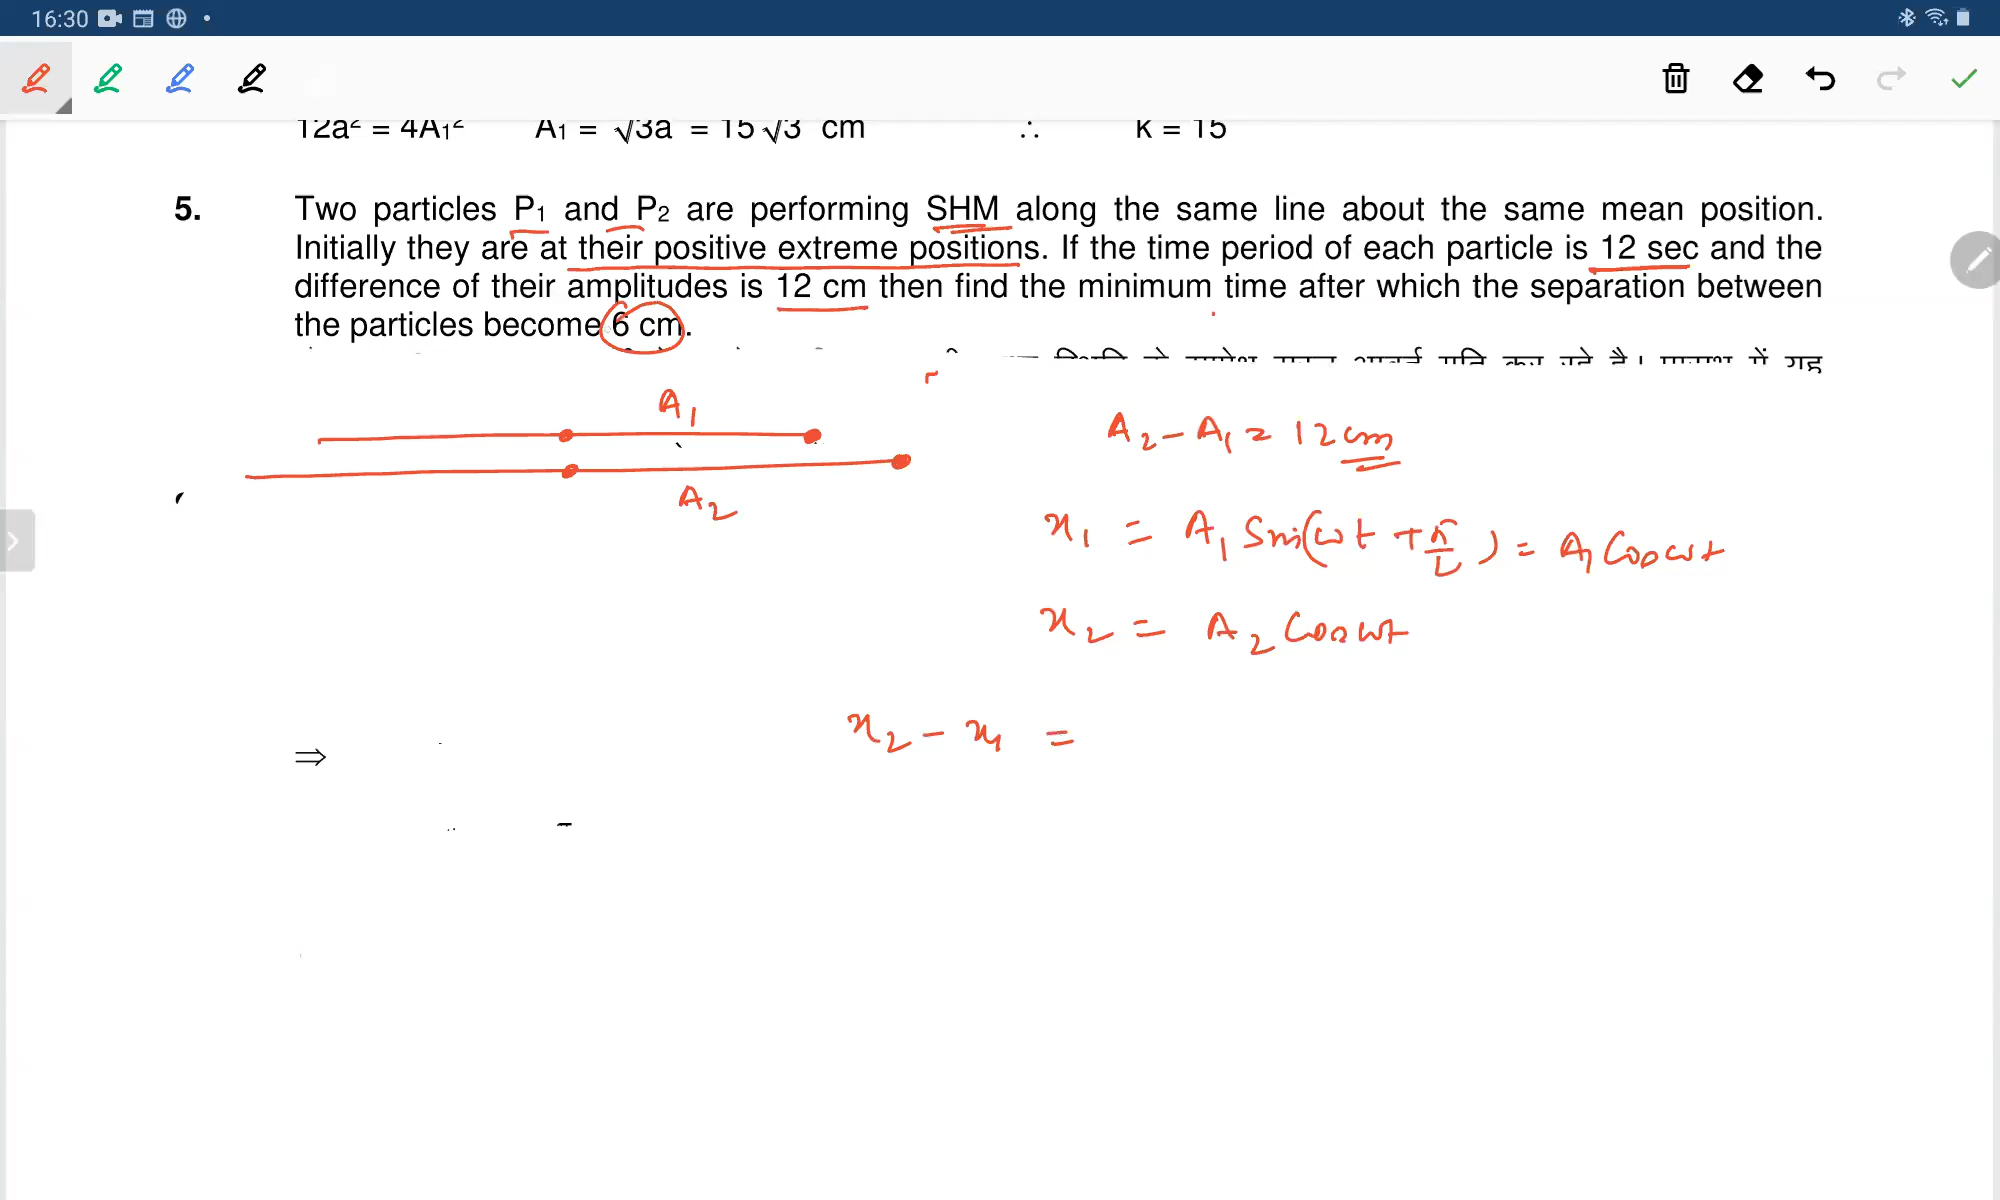 16:30
12a² = 4A₁² A₁ = √3a = 15√3 cm ∴ K = 15
5. Two particles P₁ and P₂ are performing SHM along the same line about the same mean position.
Initially they are at their positive extreme positions. If the time period of each particle is 12 sec and the
difference of their amplitudes is 12 cm then find the minimum time after which the separation between
the particles become 6 cm.
A₁
A₂
A₂ - A₁ = 12 cm
x₁ = A₁ Sin(ωt + π/2) = A₁ Cos ωt
x₂ = A₂ Cos ωt
⇒ x₂ - x₁ =